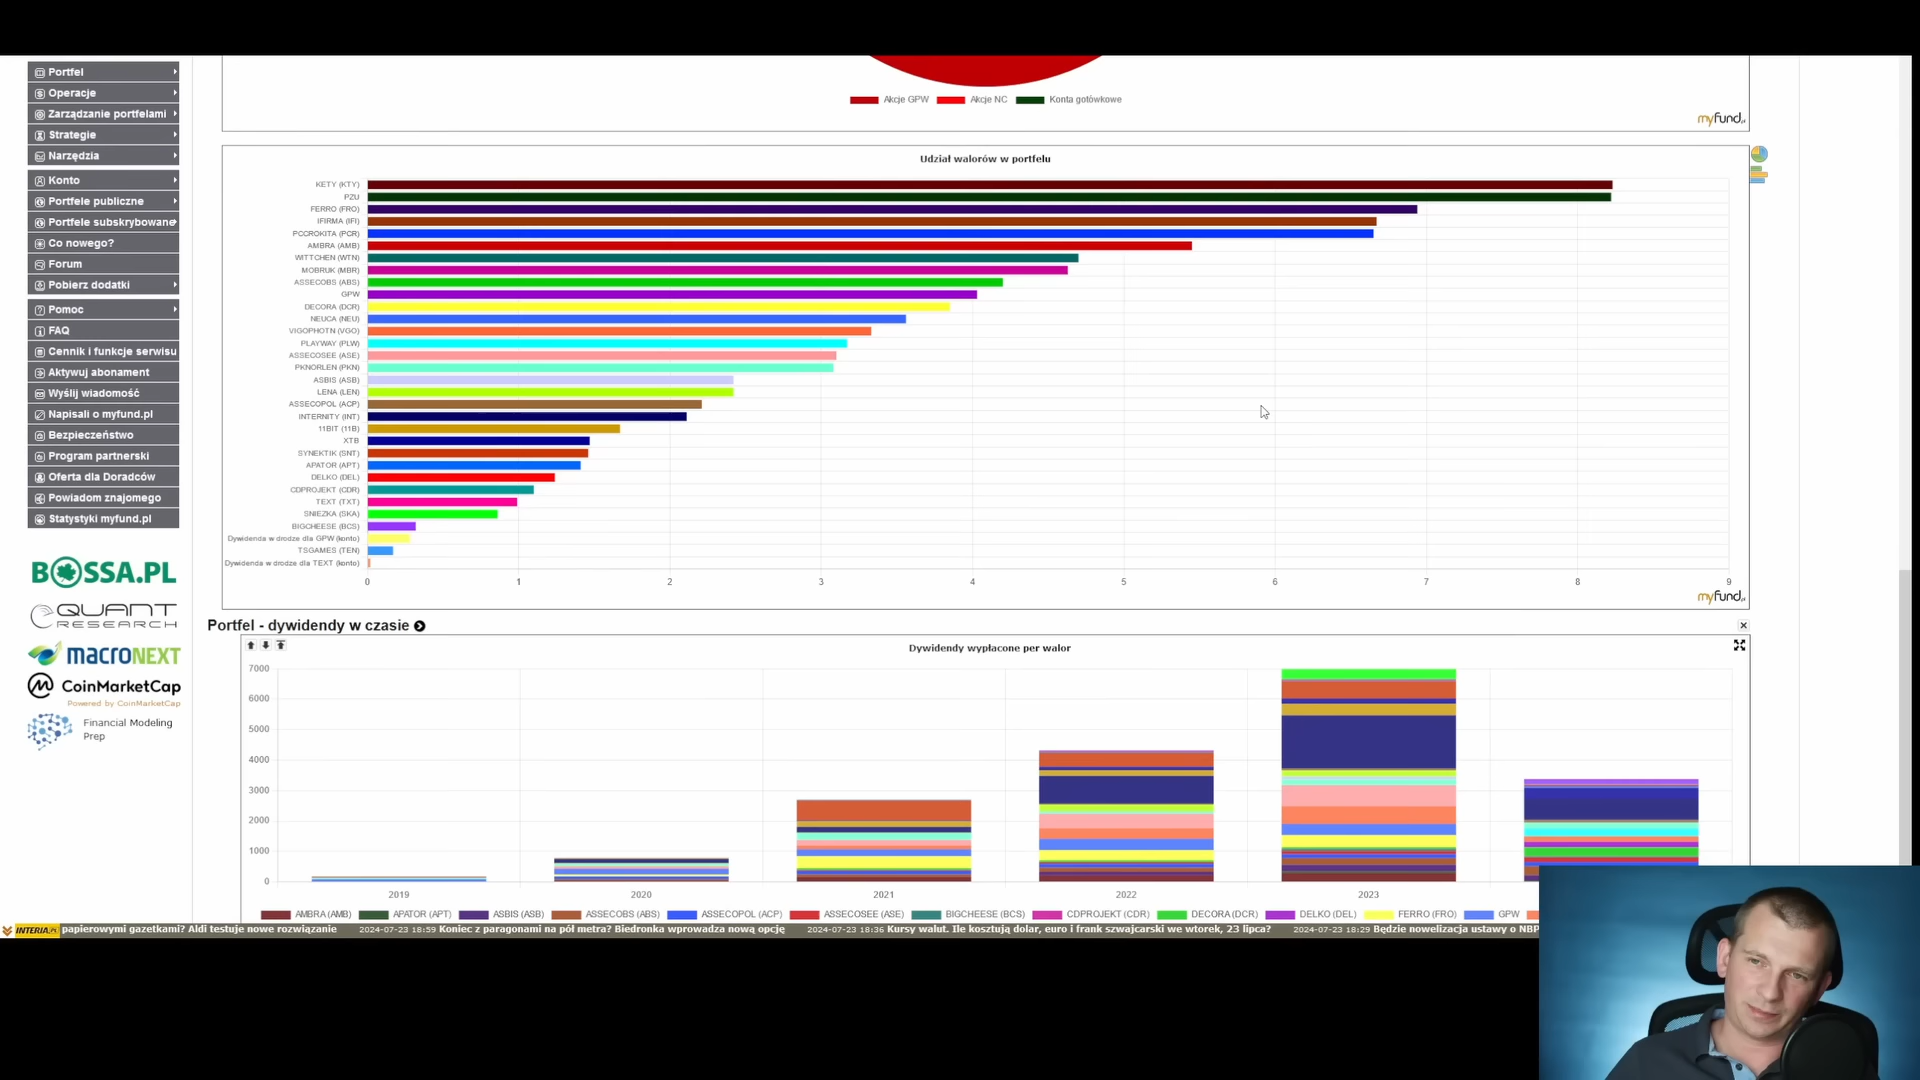 Portfel
Operacje
Zarządzanie portfelami
Strategie
Narzędzia
Konto
Portfele publiczne
Portfele subskrybowane
Co nowego?
Forum
Pobierz dodatki
Pomoc
FAQ
Cennik i funkcje serwisu
Aktywuj abonament
Wyślij wiadomość
Napisali o myfund.pl
Bezpieczeństwo
Program partnerski
Oferta dla Doradców
Powiadom znajomego
Statystyki myfund.pl
BOSSA.PL
QUANT
RESEARCH
MACRONEXT
CoinMarketCap
Powered by CoinMarketCap
Financial Modeling
Prep
Akcje GPW Akcje NC Konta gotówkowe
myfund.pl
Udział walorów w portfelu
KETY (KTY)
PZU
FERRO (FRO)
IFIRMA (IFI)
PCCROKITA (PCR)
AMBRA (AMB)
WITTCHEN (WTN)
MOBRUK (MBR)
ASSECOBS (ABS)
GPW
DECORA (DCR)
NEUCA (NEU)
VIGOPHOTN (VGO)
PLAYWAY (PLW)
ASSECOSEE (ASE)
PKNORLEN (PKN)
ASBIS (ASB)
LENA (LEN)
ASSECOPOL (ACP)
INTERNITY (INT)
11BIT (11B)
XTB
SYNEKTIK (SNT)
APATOR (APT)
DELKO (DEL)
CDPROJEKT (CDR)
TEXT (TXT)
SNIEZKA (SKA)
BIGCHEESE (BCS)
Dywidenda w drodze dla GPW (konto)
TSGAMES (TEN)
Dywidenda w drodze dla TEXT (konto)
0 1 2 3 4 5 6 7 8 9
myfund.pl
Portfel - dywidendy w czasie
Dywidendy wypłacone per walor
7000
6000
5000
4000
3000
2000
1000
0
2019 2020 2021 2022 2023
AMBRA (AMB) APATOR (APT) ASBIS (ASB) ASSECOBS (ABS) ASSECOPOL (ACP) ASSECOSEE (ASE) BIGCHEESE (BCS) CDPROJEKT (CDR) DECORA (DCR) DELKO (DEL) FERRO (FRO) GPW
INTERIA.PL papierowymi gazetkami? Aldi testuje nowe rozwiązanie 2024-07-23 18:59 Koniec z paragonami na pół metra? Biedronka wprowadza nową opcję 2024-07-23 18:36 Kursy walut. Ile kosztują dolar, euro i frank szwajcarski we wtorek, 23 lipca? 2024-07-23 18:29 Będzie nowelizacja ustawy o NBP